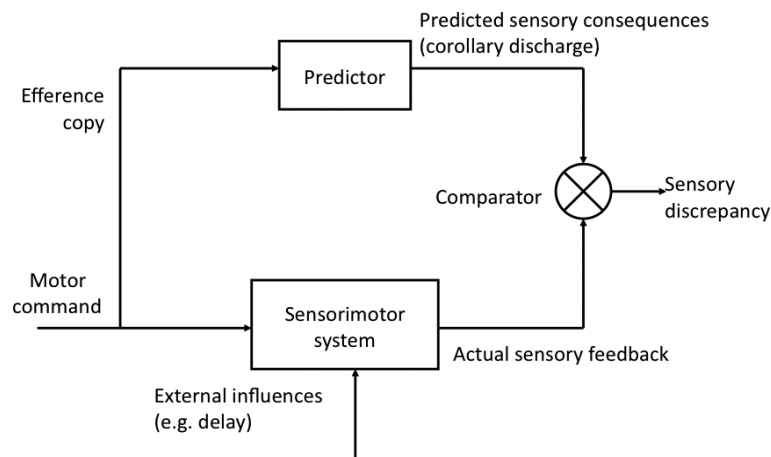 Predicted sensory consequences
(corollary discharge)
Predictor
Efference
copy
Comparator
Sensory
discrepancy
Motor
command
Sensorimotor
system
Actual sensory feedback
External influences
(e.g. delay)